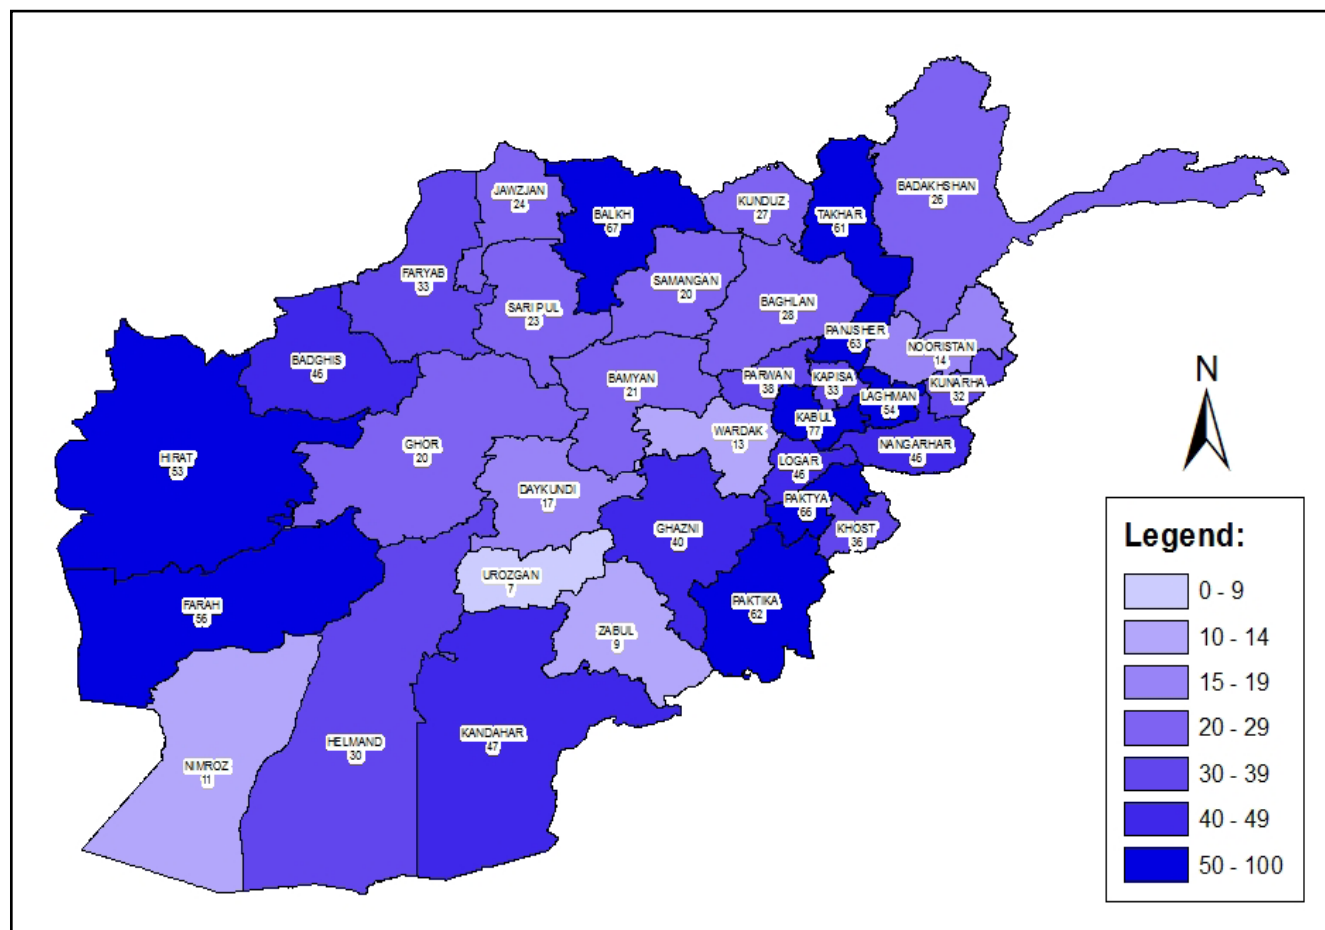 JAWZJAN
24
BALKH
67
KUNDUZ
27
TAKHAR
61
BADAKHSHAN
26
FARYAB
33
SARI PUL
23
SAMANGAN
20
BAGHLAN
28
PANJSHER
63
NOORISTAN
14
BADGHIS
46
BAMYAN
21
PARWAN
38
KAPISA
33
KUNARHA
32
LAGHMAN
54
KABUL
77
WARDAK
13
NANGARHAR
46
HIRAT
53
GHOR
20
LOGAR
46
DAYKUNDI
17
PAKTYA
66
GHAZNI
40
KHOST
36
UROZGAN
7
FARAH
56
PAKTIKA
62
ZABUL
9
KANDAHAR
47
HELMAND
30
NIMROZ
11
N
Legend:
0 - 9
10 - 14
15 - 19
20 - 29
30 - 39
40 - 49
50 - 100